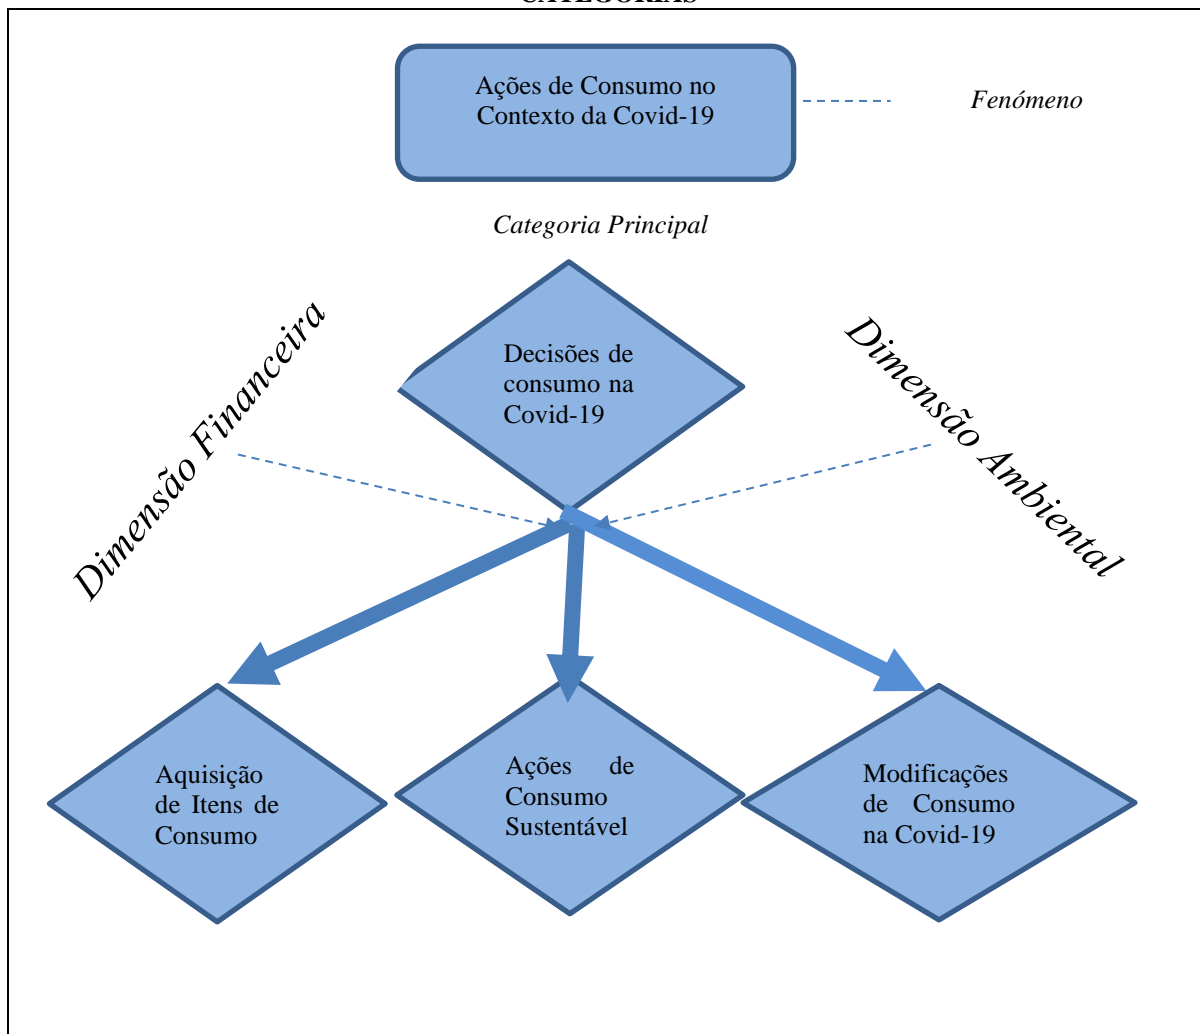 CATEGORIAS
Ações de Consumo no
Contexto da Covid-19
Fenómeno
Categoria Principal
Dimensão Financeira
Decisões de
consumo na
Covid-19
Dimensão Ambiental
Aquisição
de Itens de
Consumo
Ações de
Consumo
Sustentável
Modificações
de Consumo
na Covid-19